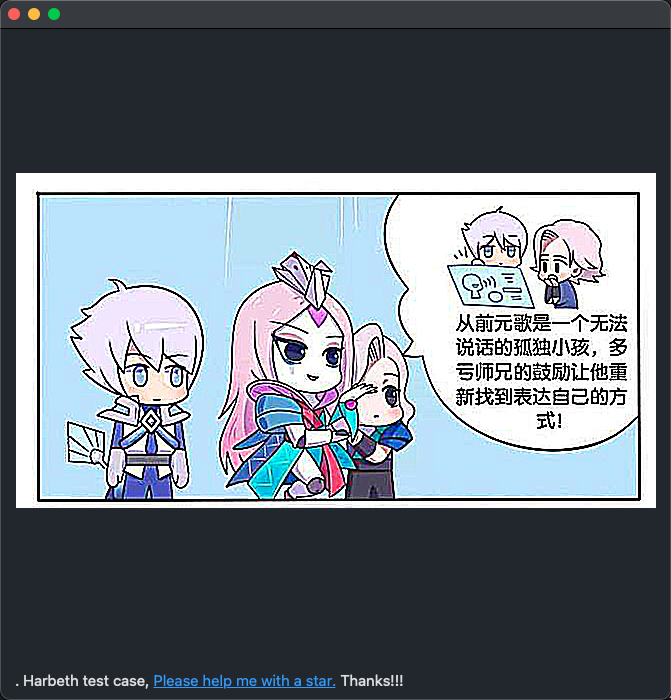 从前元歌是一个无法
说话的孤独小孩，多
亏师兄的鼓励让他重
新找到表达自己的方
式！
. Harbeth test case, Please help me with a star. Thanks!!!